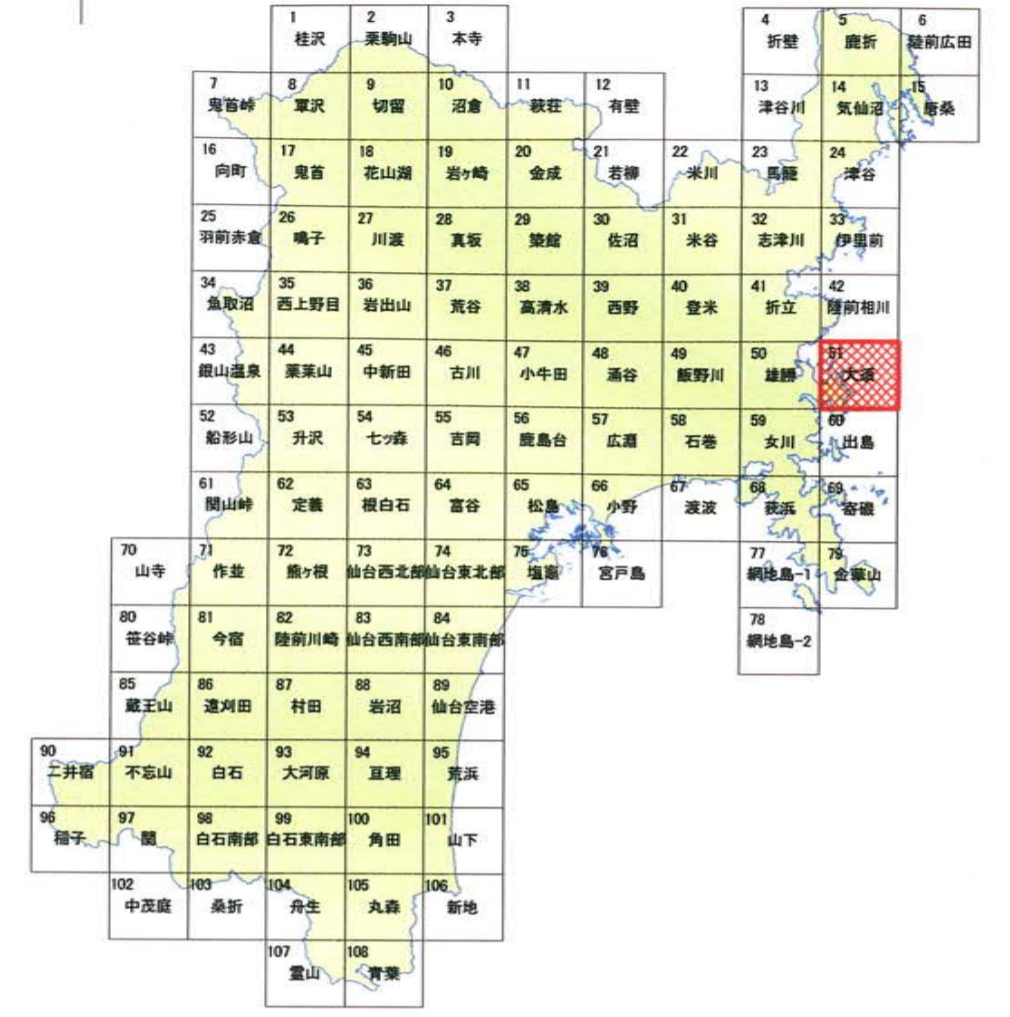 1 桂沢
2 栗駒山
3 本寺
4 折壁
5 鹿折
6 陸前広田
7 鬼首峠
8 軍沢
9 切留
10 沼倉
11 萩荘
12 有壁
13 津谷川
14 気仙沼
15 唐桑
16 向町
17 鬼首
18 花山湖
19 岩ヶ崎
20 金成
21 若柳
22 米川
23 馬籠
24 津谷
25 羽前赤倉
26 鳴子
27 川渡
28 真坂
29 築館
30 佐沼
31 米谷
32 志津川
33 伊里前
34 魚取沼
35 西上野目
36 岩出山
37 荒谷
38 高清水
39 西野
40 登米
41 折立
42 陸前相川
43 銀山温泉
44 薬莱山
45 中新田
46 古川
47 小牛田
48 涌谷
49 飯野川
50 雄勝
51 大須
52 船形山
53 升沢
54 七ッ森
55 吉岡
56 鹿島台
57 広淵
58 石巻
59 女川
60 出島
61 関山峠
62 定義
63 根白石
64 富谷
65 松島
66 小野
67 渡波
68 荻浜
69 寄磯
70 山寺
71 作並
72 熊ヶ根
73 仙台西北部
74 仙台東北部
75 塩竈
76 宮戸島
77 網地島-1
79 金華山
80 笹谷峠
81 今宿
82 陸前川崎
83 仙台西南部
84 仙台東南部
78 網地島-2
85 蔵王山
86 遠刈田
87 村田
88 岩沼
89 仙台空港
90 二井宿
91 不忘山
92 白石
93 大河原
94 亘理
95 荒浜
96 稲子
97 関
98 白石南部
99 白石東南部
100 角田
101 山下
102 中茂庭
103 桑折
104 舟生
105 丸森
106 新地
107 霊山
108 青葉